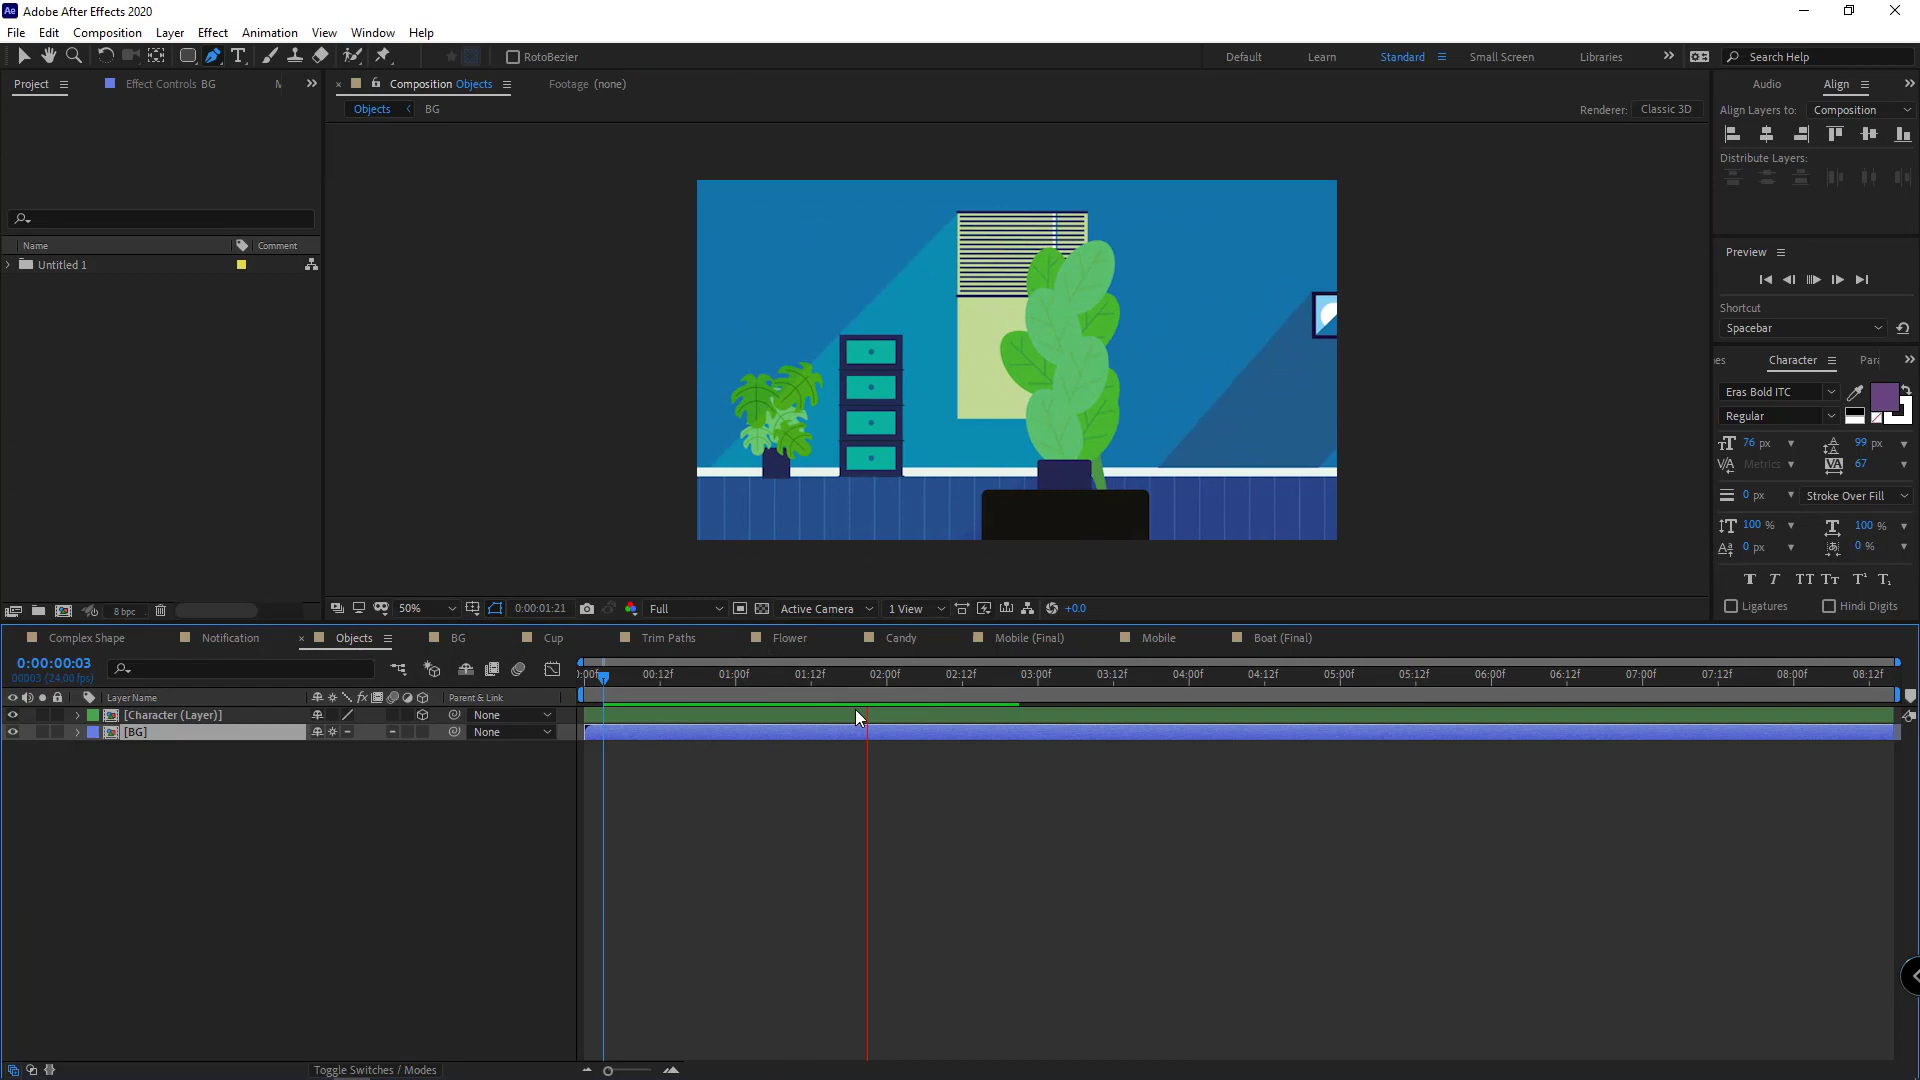 Ae Adobe After Effects 2020
File Edit Composition Layer Effect Animation View Window Help
RotoBezier Default Learn Standard Small Screen Libraries Search Help
Project Effect Controls BG Composition Objects Footage (none) Audio Align
Objects BG Renderer: Classic 3D Align Layers to: Composition
Distribute Layers:
Name Comment
Untitled 1
Preview
Shortcut
Spacebar
Character Para
Eras Bold ITC
Regular
76 px 99 px
Metrics 67
0 px Stroke Over Fill
100 % 100 %
0 px 0 %
T T TT Tt T¹ T₁
Ligatures Hindi Digits
8 bpc 50% 0:00:01:21 Full Active Camera 1 View +0.0
Complex Shape Notification Objects BG Cup Trim Paths Flower Candy Mobile (Final) Mobile Boat (Final)
0:00:00:03
00003 (24.00 fps)
:00f 00:12f 01:00f 01:12f 02:00f 02:12f 03:00f 03:12f 04:00f 04:12f 05:00f 05:12f 06:00f 06:12f 07:00f 07:12f 08:00f 08:12f
Layer Name fx Parent & Link
[Character (Layer)] None
[BG] None
Toggle Switches / Modes